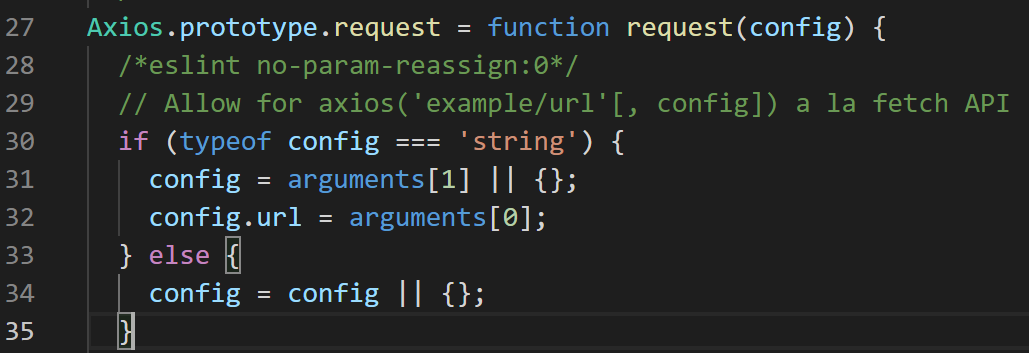 27 Axios.prototype.request = function request(config) {
28 /*eslint no-param-reassign:0*/
29 // Allow for axios('example/url'[, config]) a la fetch API
30 if (typeof config === 'string') {
31 config = arguments[1] || {};
32 config.url = arguments[0];
33 } else {
34 config = config || {};
35 }